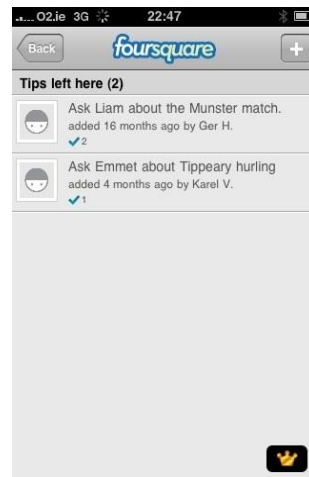 ..... O2.ie 3G 22:47
Back foursquare +
Tips left here (2)
Ask Liam about the Munster match.
added 16 months ago by Ger H.
2
Ask Emmet about Tippeary hurling
added 4 months ago by Karel V.
1